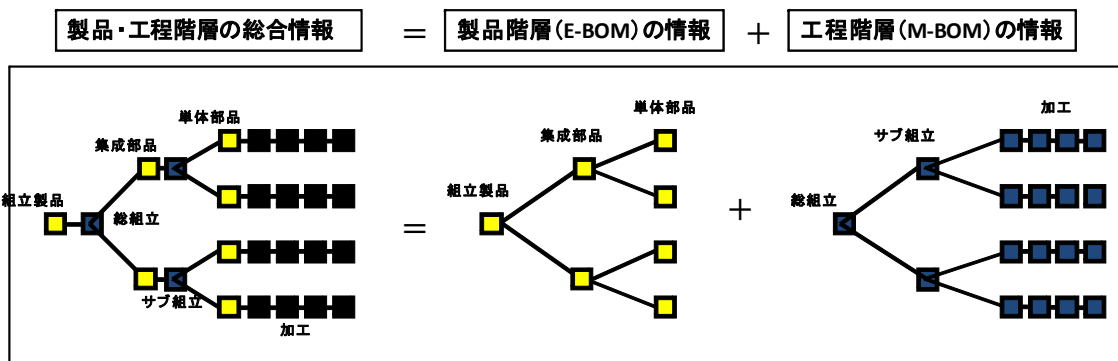 製品・工程階層の総合情報 = 製品階層(E-BOM)の情報 + 工程階層(M-BOM)の情報
単体部品
集成部品
組立製品
総組立
サブ組立
加工
=
単体部品
集成部品
組立製品
+
加工
サブ組立
総組立